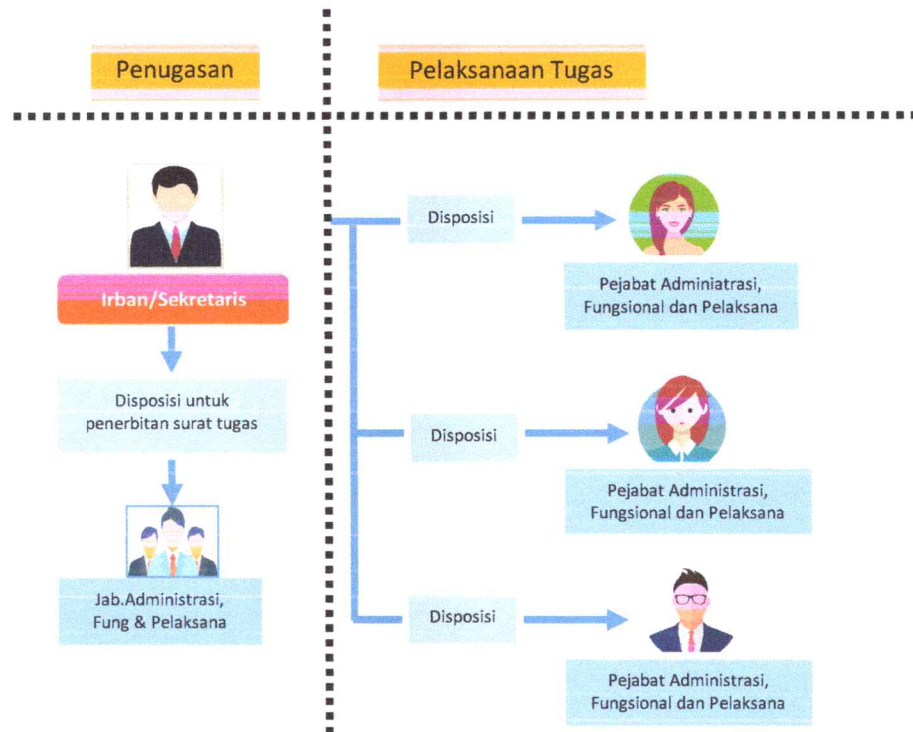 Penugasan
Pelaksanaan Tugas
Irban/Sekretaris
Disposisi untuk
penerbitan surat tugas
Jab.Administrasi,
Fung & Pelaksana
Disposisi
Pejabat Adminiatrasi,
Fungsional dan Pelaksana
Disposisi
Pejabat Administrasi,
Fungsional dan Pelaksana
Disposisi
Pejabat Administrasi,
Fungsional dan Pelaksana